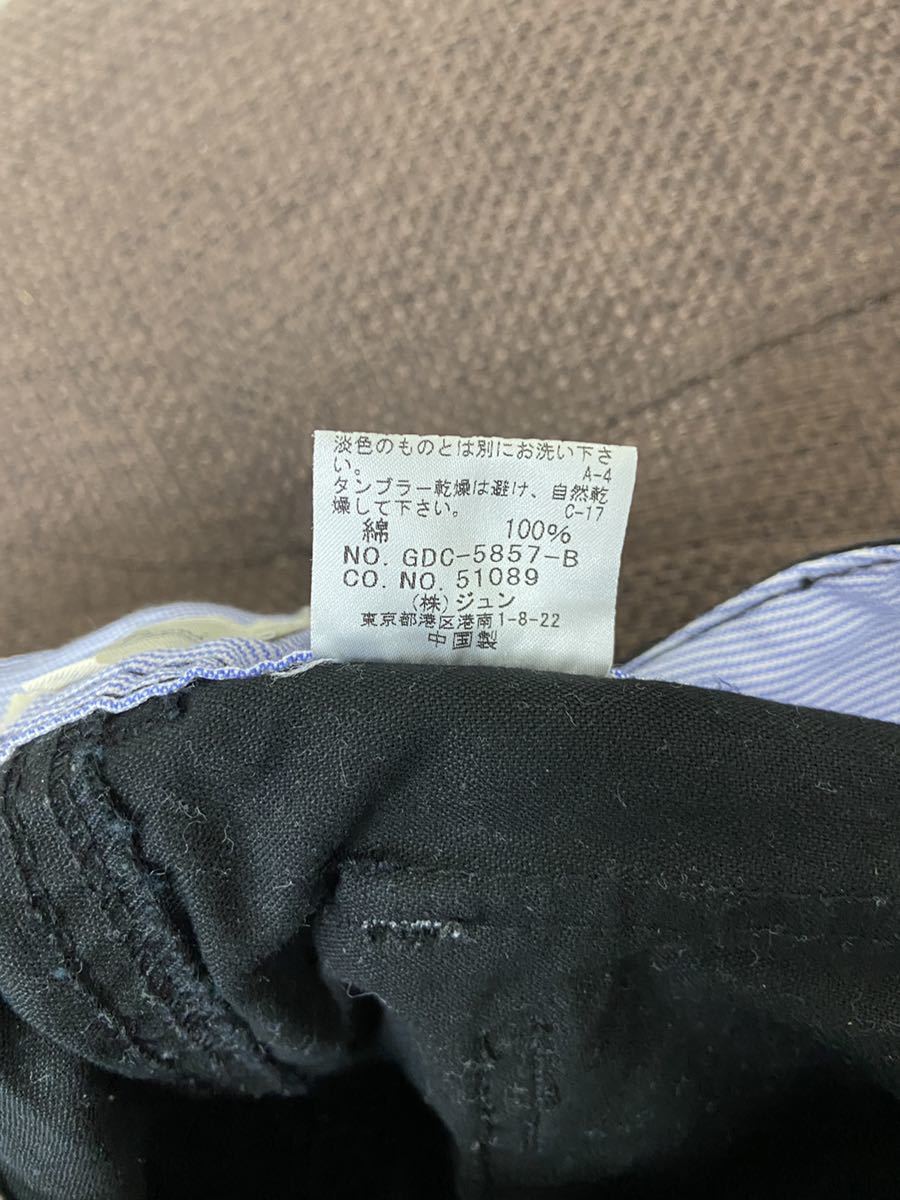 淡色のものとは別にお洗い下さ
い。 A-4
タンブラー乾燥は避け、自然乾
燥して下さい。 C-17
綿 100%
NO. GDC-5857-B
CO. NO. 51089
(株)ジュン
東京都港区港南1-8-22
中国製